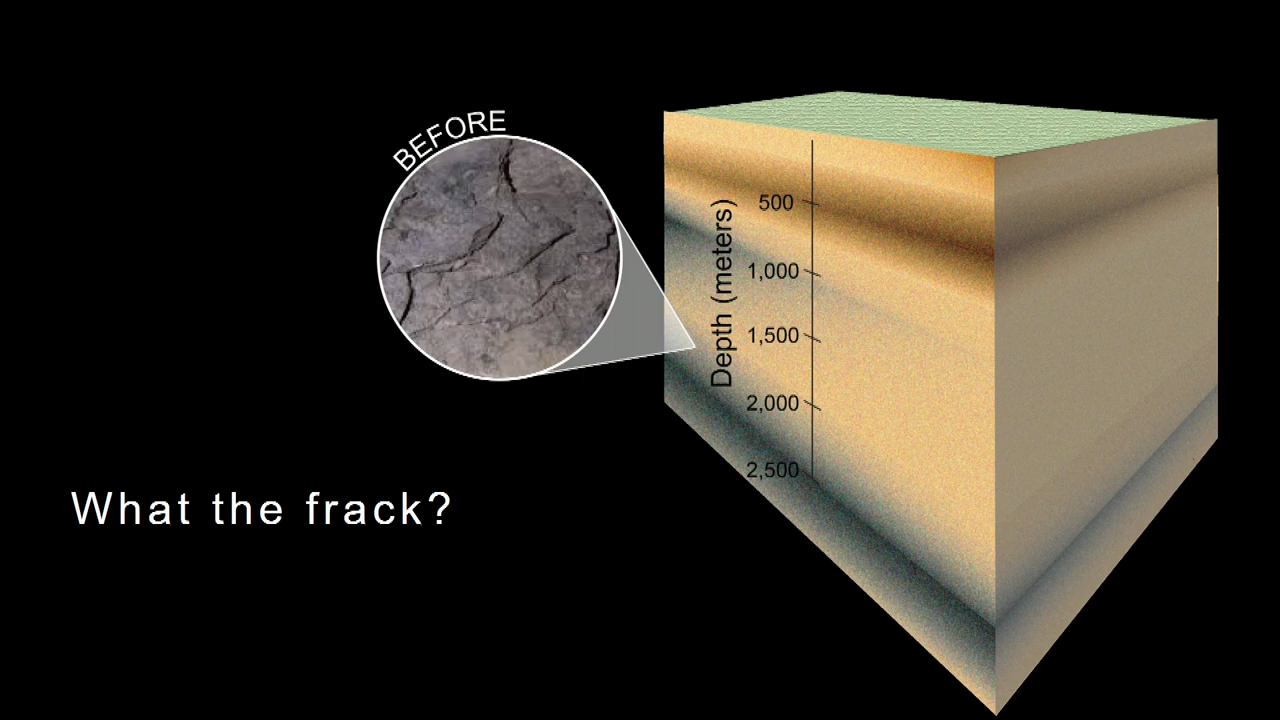 BEFORE
Depth (meters)
500
1,000
1,500
2,000
2,500
What the frack?